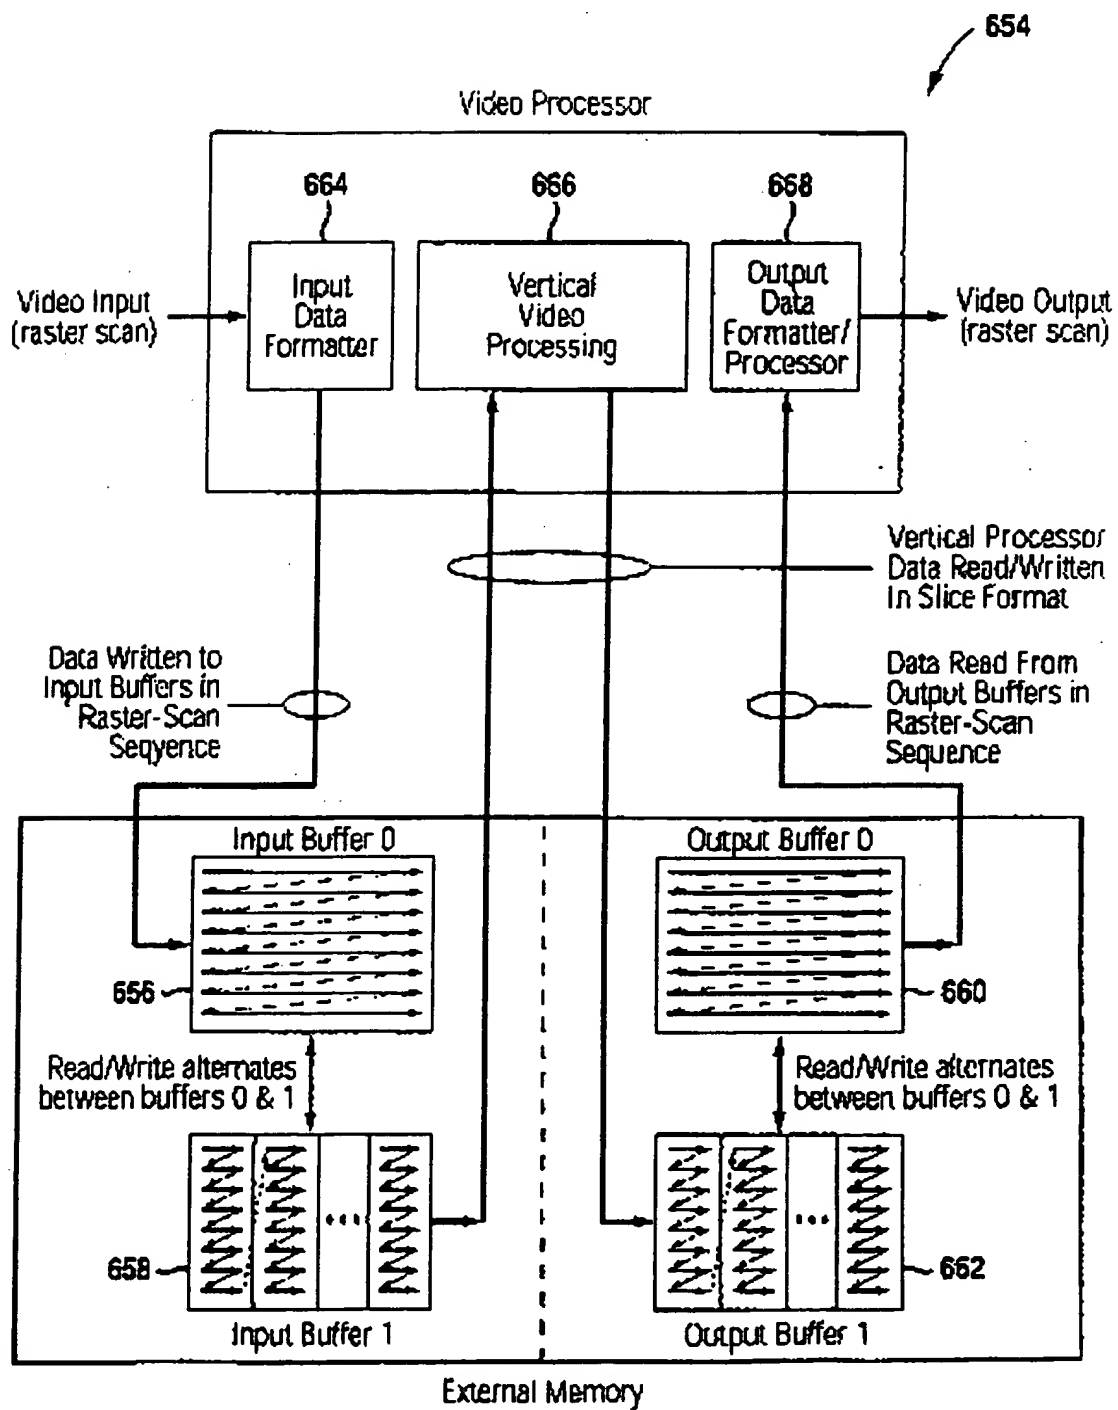 654
Video Processor
664
666
668
Video Input
(raster scan)
Input
Data
Formatter
Vertical
Video
Processing
Output
Data
Formatter/
Processor
Video Output
(raster scan)
Vertical Processor
Data Read/Written
In Slice Format
Data Written to
Input Buffers in
Raster-Scan
Seqyence
Data Read From
Output Buffers in
Raster-Scan
Sequence
Input Buffer 0
Output Buffer 0
656
660
Read/Write alternates
between buffers 0 & 1
Read/Write alternates
between buffers 0 & 1
658
662
Input Buffer 1
Output Buffer 1
External Memory